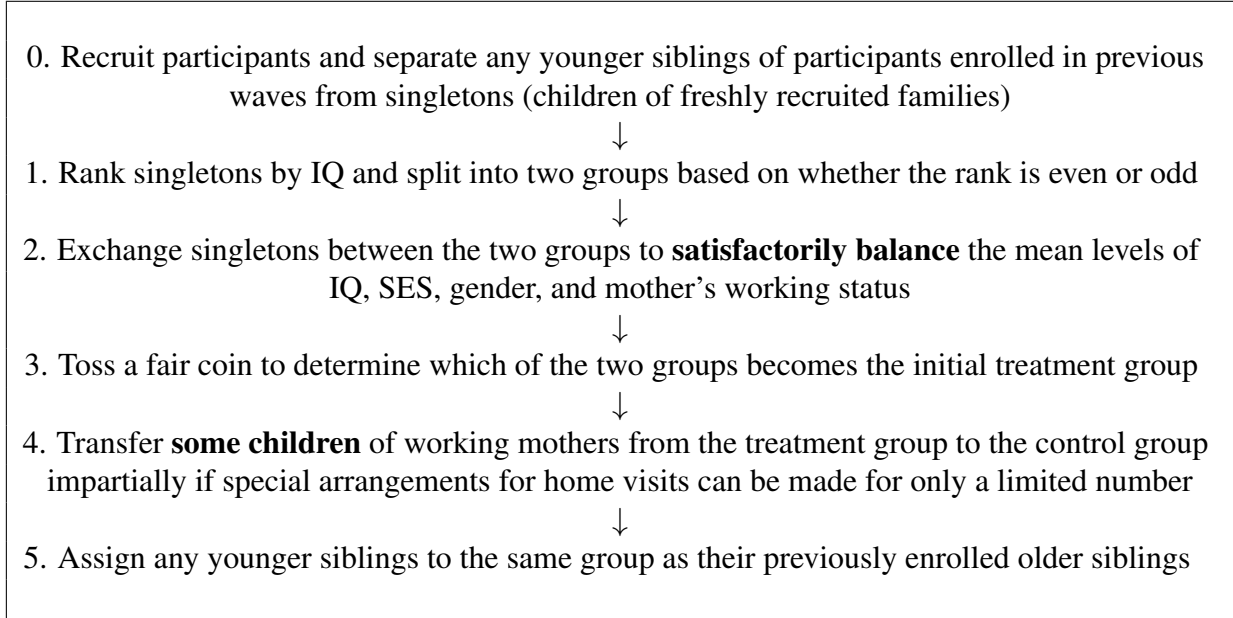 0. Recruit participants and separate any younger siblings of participants enrolled in previous
waves from singletons (children of freshly recruited families)
↓
1. Rank singletons by IQ and split into two groups based on whether the rank is even or odd
↓
2. Exchange singletons between the two groups to satisfactorily balance the mean levels of
IQ, SES, gender, and mother's working status
↓
3. Toss a fair coin to determine which of the two groups becomes the initial treatment group
↓
4. Transfer some children of working mothers from the treatment group to the control group
impartially if special arrangements for home visits can be made for only a limited number
↓
5. Assign any younger siblings to the same group as their previously enrolled older siblings